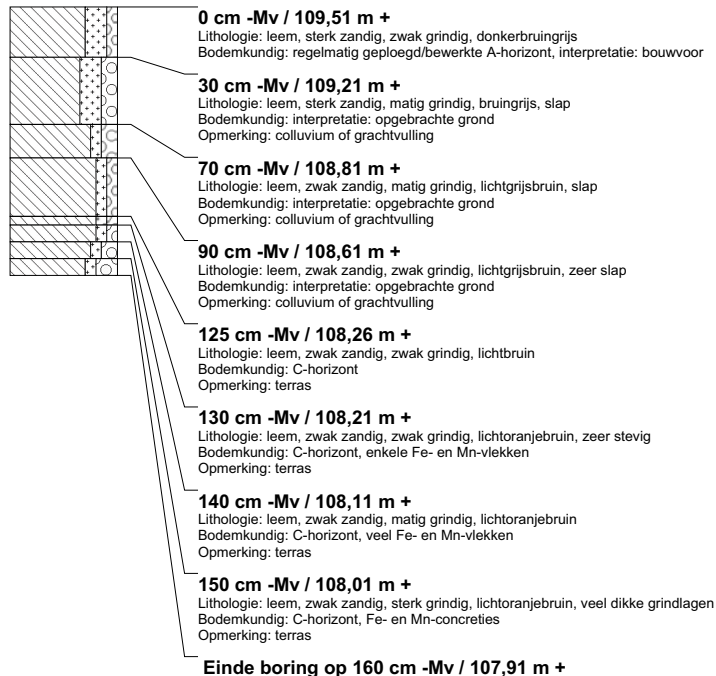 0 cm -Mv / 109,51 m +
Lithologie: leem, sterk zandig, zwak grindig, donkerbruingrijs
Bodemkundig: regelmatig geploegd/bewerkte A-horizont, interpretatie: bouwvoor
30 cm -Mv / 109,21 m +
Lithologie: leem, sterk zandig, matig grindig, bruingrijs, slap
Bodemkundig: interpretatie: opgebrachte grond
Opmerking: colluvium of grachtvulling
70 cm -Mv / 108,81 m +
Lithologie: leem, zwak zandig, matig grindig, lichtgrijsbruin, slap
Bodemkundig: interpretatie: opgebrachte grond
Opmerking: colluvium of grachtvulling
90 cm -Mv / 108,61 m +
Lithologie: leem, zwak zandig, zwak grindig, lichtgrijsbruin, zeer slap
Bodemkundig: interpretatie: opgebrachte grond
Opmerking: colluvium of grachtvulling
125 cm -Mv / 108,26 m +
Lithologie: leem, zwak zandig, zwak grindig, lichtbruin
Bodemkundig: C-horizont
Opmerking: terras
130 cm -Mv / 108,21 m +
Lithologie: leem, zwak zandig, zwak grindig, lichtoranjebruin, zeer stevig
Bodemkundig: C-horizont, enkele Fe- en Mn-vlekken
Opmerking: terras
140 cm -Mv / 108,11 m +
Lithologie: leem, zwak zandig, matig grindig, lichtoranjebruin
Bodemkundig: C-horizont, veel Fe- en Mn-vlekken
Opmerking: terras
150 cm -Mv / 108,01 m +
Lithologie: leem, zwak zandig, sterk grindig, lichtoranjebruin, veel dikke grindlagen
Bodemkundig: C-horizont, Fe- en Mn-concreties
Opmerking: terras
Einde boring op 160 cm -Mv / 107,91 m +